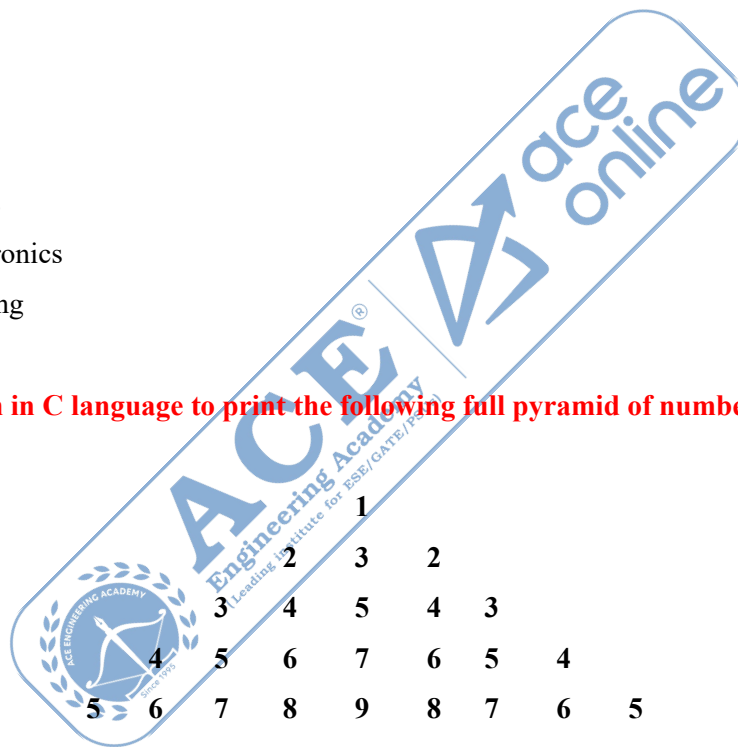 ace
online
ronics
ng
ACE®
Engineering Academy
(Leading institute for ESE/GATE/PSUs)
n in C language to print the following full pyramid of numbe
1
2 3 2
3 4 5 4 3
4 5 6 7 6 5 4
5 6 7 8 9 8 7 6 5
ACE ENGINEERING ACADEMY
Since 1995